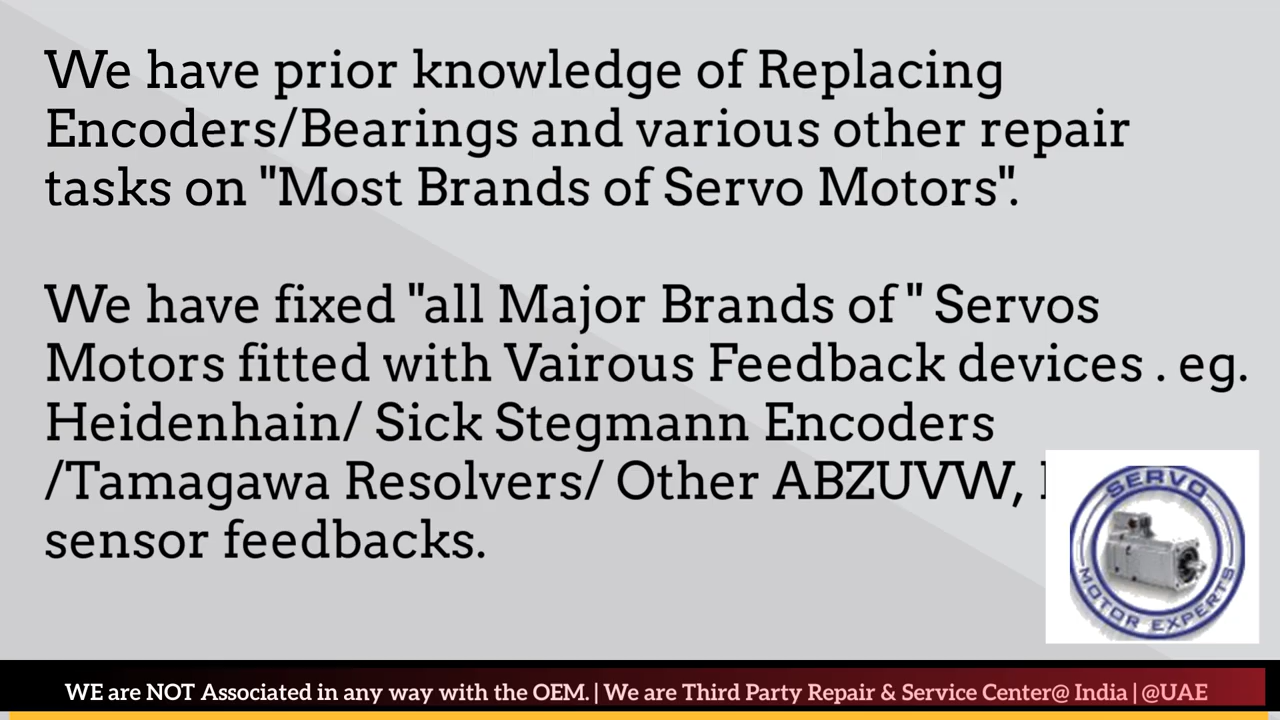 We have prior knowledge of Replacing
Encoders/Bearings and various other repair
tasks on "Most Brands of Servo Motors".
We have fixed "all Major Brands of " Servos
Motors fitted with Vairous Feedback devices . eg.
Heidenhain/ Sick Stegmann Encoders
/Tamagawa Resolvers/ Other ABZUVW,
sensor feedbacks.
SERVO
MOTOR EXPERTS
WE are NOT Associated in any way with the OEM. | We are Third Party Repair & Service Center@ India | @UAE